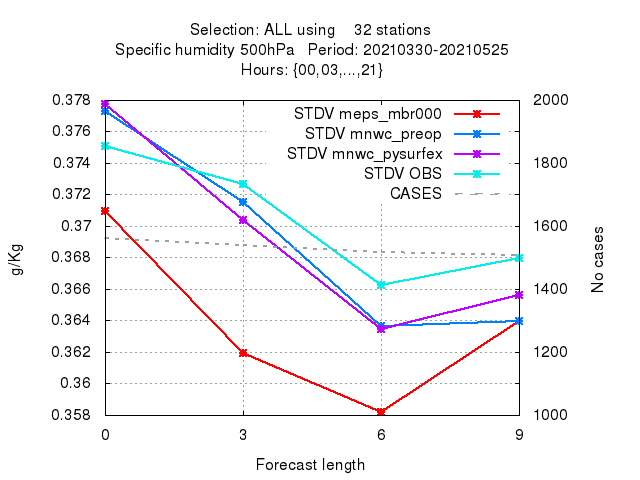 Selection: ALL using    32 stations
Specific humidity 500hPa   Period: 20210330-20210525
Hours: {00,03,...,21}
0.378
0.376
0.374
0.372
0.37
0.368
0.366
0.364
0.362
0.36
0.358
g/Kg
STDV meps_mbr000
STDV mnwc_preop
STDV mnwc_pysurfex
STDV OBS
CASES
2000
1800
1600
1400
1200
1000
No cases
0 3 6 9
Forecast length